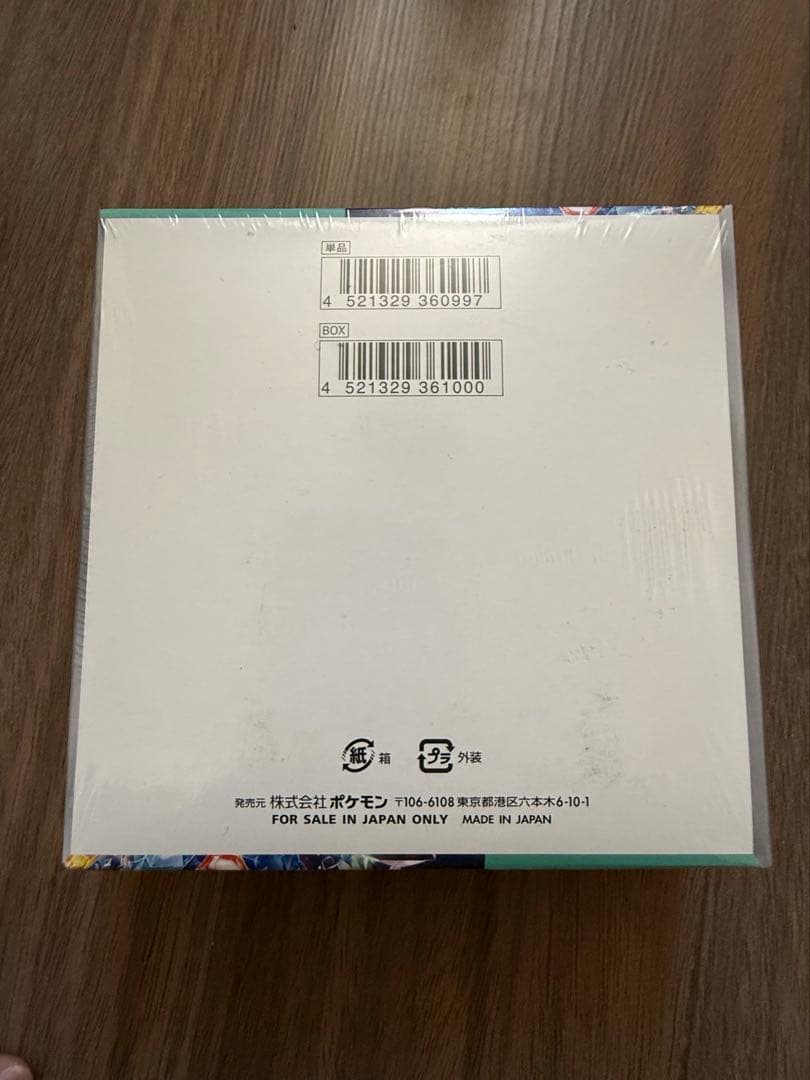 単品
4 521329 360997
BOX
4 521329 361000
紙 箱 プラ 外装
発売元 株式会社ポケモン 〒106-6108 東京都港区六本木6-10-1
FOR SALE IN JAPAN ONLY MADE IN JAPAN